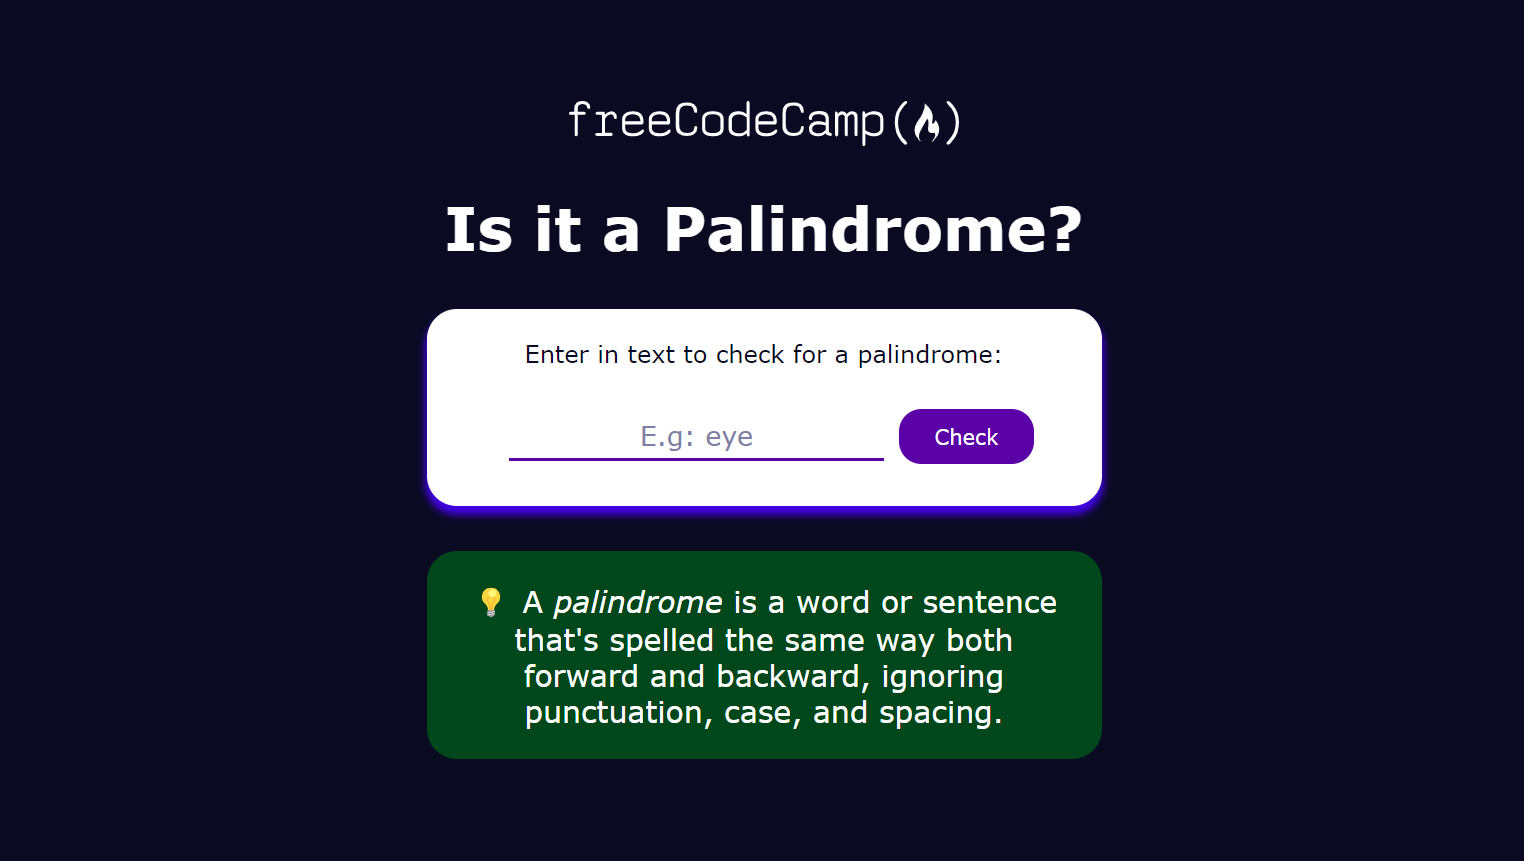 freeCodeCamp(🔥)
Is it a Palindrome?
Enter in text to check for a palindrome:
E.g: eye
Check
💡 A palindrome is a word or sentence
that's spelled the same way both
forward and backward, ignoring
punctuation, case, and spacing.